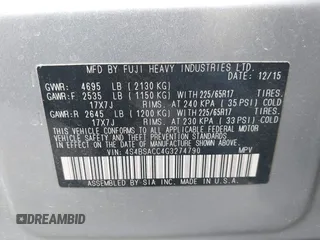 MFD BY FUJI HEAVY INDUSTRIES LTD.
DATE 12/15
GVWR: 4695 LB (2130 KG)
GAWR:F 2535 LB (1150 KG) WITH 225/65R17 TIRES,
17X7J RIMS. AT 240 KPA (35 PSI) COLD
GAWR:R 2645 LB (1200 KG) WITH 225/65R17 TIRES,
17X7J RIMS. AT 230 KPA (33 PSI) COLD
THIS VEHICLE CONFORMS TO ALL APPLICABLE FEDERAL MOTOR
VEHICLE SAFETY AND THEFT PREVENTION STANDARDS IN
EFFECT ON THE DATE OF MANUFACTURE SHOWN ABOVE.
VIN: 4S4BSACC4G3274790 MPV
ASSEMBLED BY SIA INC. MADE IN U.S.A.
DREAMBID